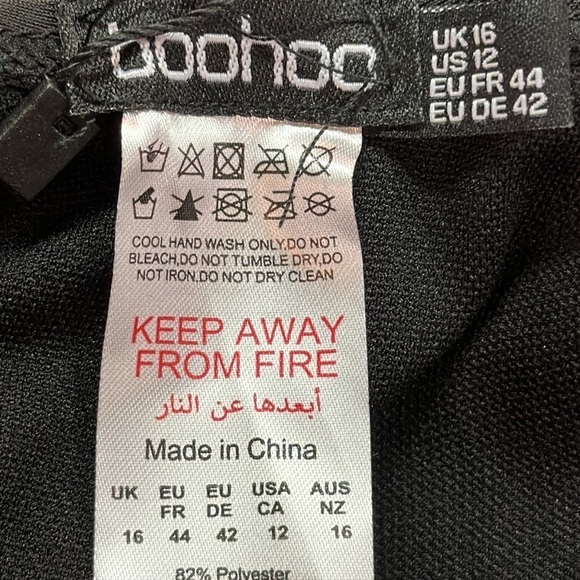 boohoo
UK 16
US 12
EU FR 44
EU DE 42
COOL HAND WASH ONLY,DO NOT
BLEACH,DO NOT TUMBLE DRY,DO
NOT IRON,DO NOT DRY CLEAN
KEEP AWAY
FROM FIRE
أبعدها عن النار
Made in China
UK EU EU USA AUS
FR DE CA NZ
16 44 42 12 16
82% Polyester